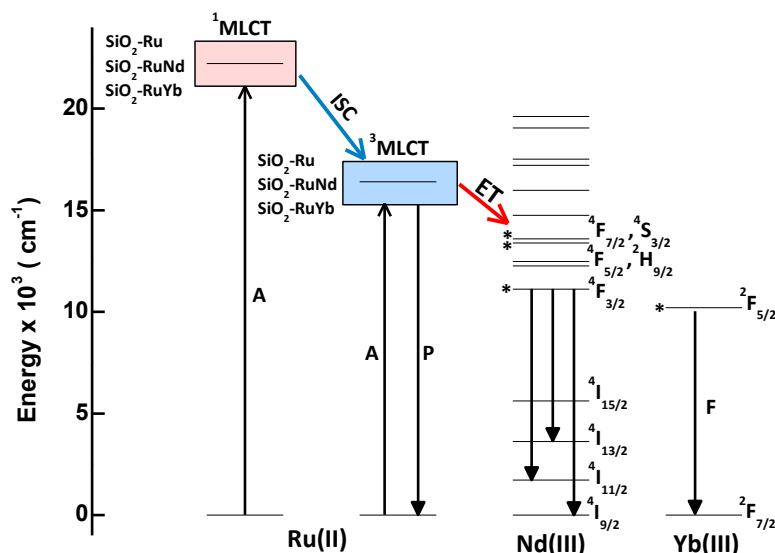 ¹MLCT
SiO₂-Ru
SiO₂-RuNd
SiO₂-RuYb
ISC
³MLCT
SiO₂-Ru
SiO₂-RuNd
SiO₂-RuYb
ET
* ⁴F₇/₂, ⁴S₃/₂
*
⁴F₅/₂, ²H₉/₂
* ⁴F₃/₂
* ²F₅/₂
A
A
P
F
⁴I₁₅/₂
⁴I₁₃/₂
⁴I₁₁/₂
⁴I₉/₂
²F₇/₂
20
15
10
5
0
Energy x 10³ ( cm⁻¹)
Ru(II)
Nd(III)
Yb(III)